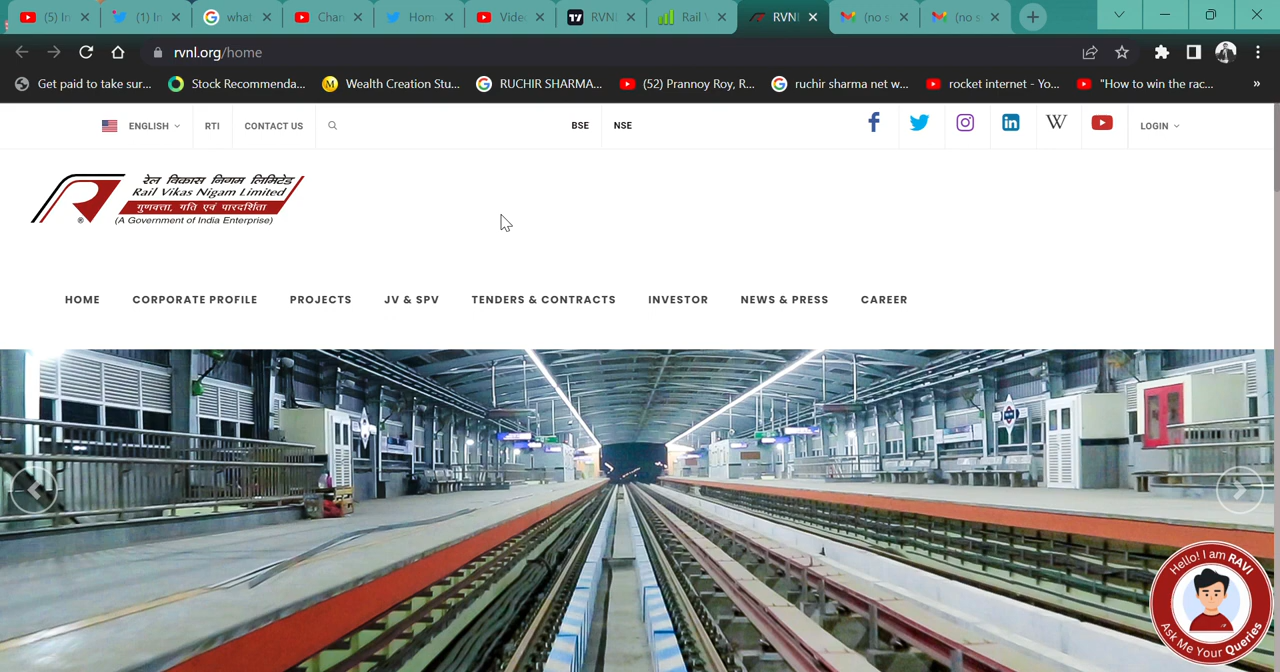 (5) In
(1) In
what
Chan
Hom
Vide
RVNL
Rail V
RVNL
(no s
(no s
rvnl.org/home
Get paid to take sur...
Stock Recommenda...
Wealth Creation Stu...
RUCHIR SHARMA...
(52) Prannoy Roy, R...
ruchir sharma net w...
rocket internet - Yo...
"How to win the rac...
»
ENGLISH
RTI
CONTACT US
BSE
NSE
LOGIN
रेल विकास निगम लिमिटेड
Rail Vikas Nigam Limited
गुणवत्ता, गति एवं पारदर्शिता
® (A Government of India Enterprise)
HOME
CORPORATE PROFILE
PROJECTS
JV & SPV
TENDERS & CONTRACTS
INVESTOR
NEWS & PRESS
CAREER
Hello! I am RAVI
Ask Me Your Queries